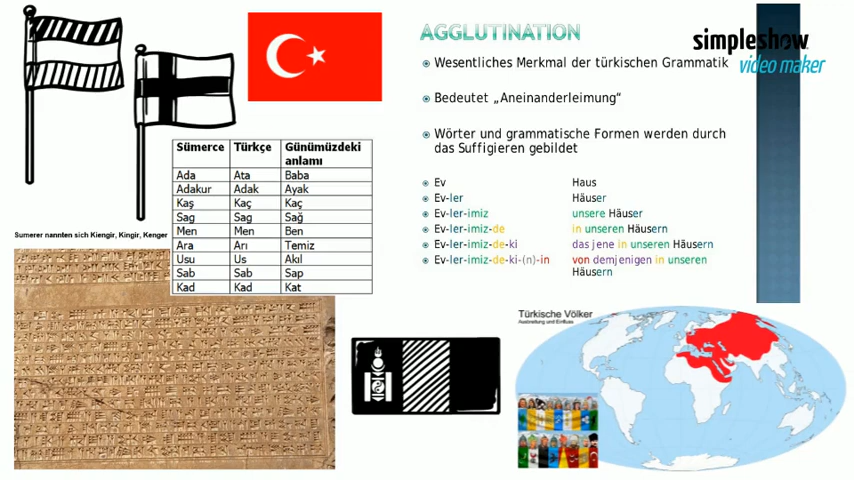 AGGLUTINATION
simpleshow
video maker
Wesentliches Merkmal der türkischen Grammatik
Bedeutet „Aneinanderleimung“
Wörter und grammatische Formen werden durch
das Suffigieren gebildet
Ev Haus
Ev-ler Häuser
Ev-ler-imiz unsere Häuser
Ev-ler-imiz-de in unseren Häusern
Ev-ler-imiz-de-ki das jene in unseren Häusern
Ev-ler-imiz-de-ki-(n)-in von demjenigen in unseren
Häusern
Sümerce Türkçe Günümüzdeki
anlamı
Ada Ata Baba
Adakur Adak Ayak
Kaş Kaç Kaç
Sag Sag Sağ
Men Men Ben
Ara Arı Temiz
Usu Us Akıl
Sab Sab Sap
Kad Kad Kat
Sumerer nannten sich Kiengir, Kingir, Kenger
Türkische Völker
Ausbreitung und Einfluss